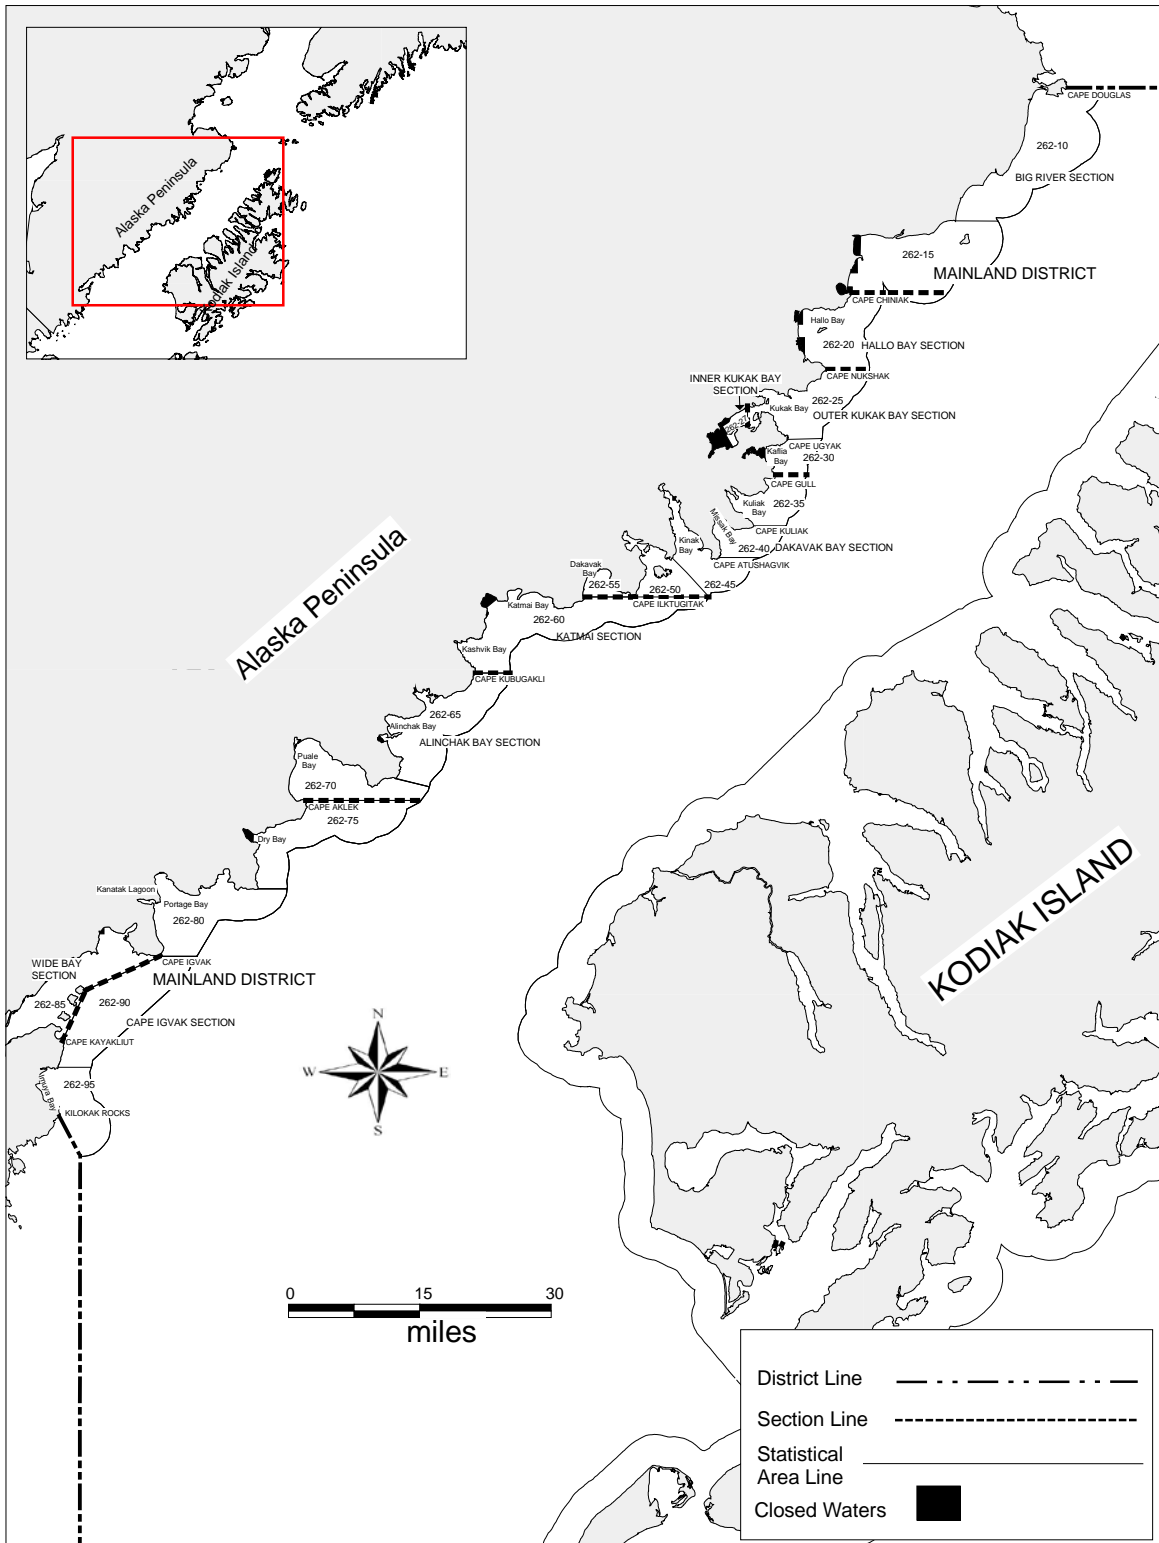 Alaska Peninsula
Kodiak Island
CAPE DOUGLAS
262-10
BIG RIVER SECTION
262-15
MAINLAND DISTRICT
CAPE CHINIAK
Hallo Bay
262-20
HALLO BAY SECTION
CAPE NUKSHAK
INNER KUKAK BAY
SECTION
262-25
Kukak Bay
OUTER KUKAK BAY SECTION
262-27
CAPE UGYAK
Kaflia
Bay
262-30
CAPE GULL
Kuliak
Bay
262-35
Missak Bay
CAPE KULIAK
Kinak
Bay
262-40
DAKAVAK BAY SECTION
CAPE ATUSHAGVIK
Dakavak
Bay
262-55
262-50
262-45
CAPE ILKTUGITAK
Katmai Bay
262-60
KATMAI SECTION
Kashvik Bay
CAPE KUBUGAKLI
Alaska Peninsula
262-65
Alinchak Bay
ALINCHAK BAY SECTION
Puale
Bay
262-70
CAPE AKLEK
262-75
Dry Bay
Kanatak Lagoon
Portage Bay
262-80
CAPE IGVAK
WIDE BAY
SECTION
MAINLAND DISTRICT
262-85
262-90
CAPE IGVAK SECTION
CAPE KAYAKLIUT
262-95
KILOKAK ROCKS
KODIAK ISLAND
N
W
E
S
0
15
30
miles
District Line
Section Line
Statistical
Area Line
Closed Waters